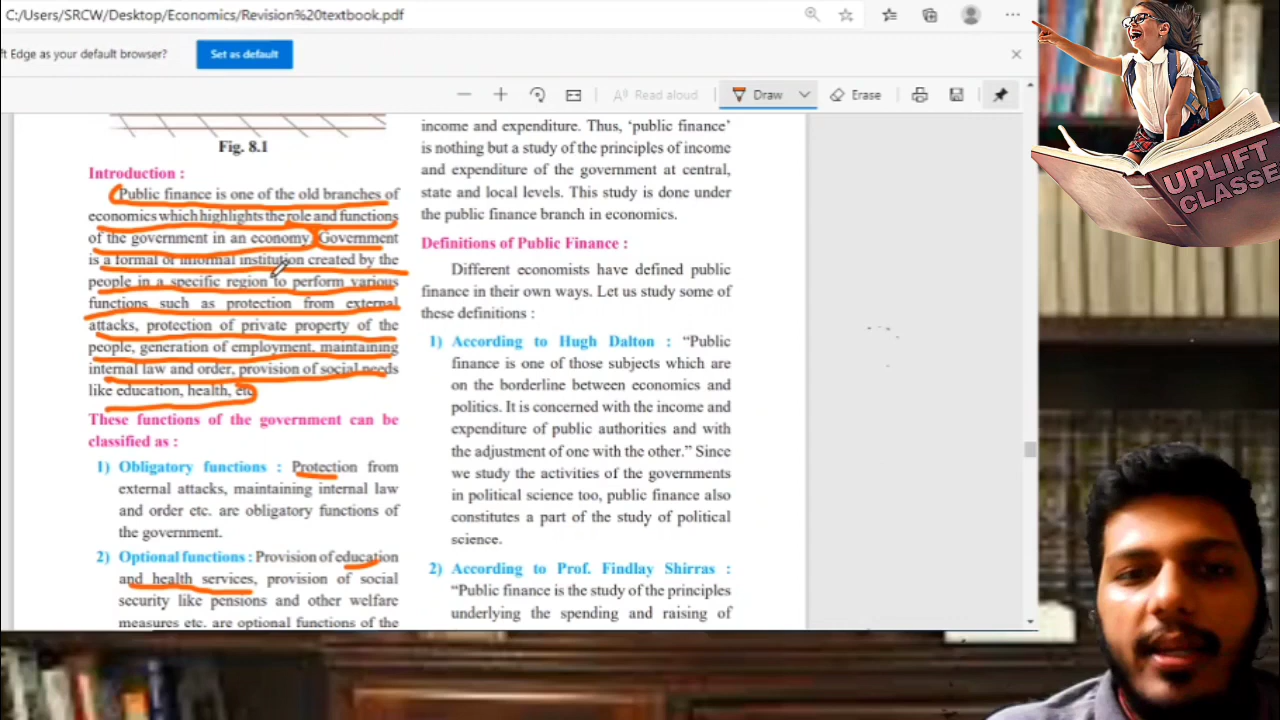 C:/Users/SRCW/Desktop/Economics/Revision%20textbook.pdf
ft Edge as your default browser?
Set as default
Read aloud
Draw
Erase
Fig. 8.1
Introduction :
Public finance is one of the old branches of
economics which highlights the role and functions
of the government in an economy. Government
is a formal or informal institution created by the
people in a specific region to perform various
functions such as protection from external
attacks, protection of private property of the
people, generation of employment, maintaining
internal law and order, provision of social needs
like education, health, etc
These functions of the government can be
classified as :
1) Obligatory functions : Protection from
external attacks, maintaining internal law
and order etc. are obligatory functions of
the government.
2) Optional functions : Provision of education
and health services, provision of social
security like pensions and other welfare
measures etc. are optional functions of the
income and expenditure. Thus, ‘public finance’
is nothing but a study of the principles of income
and expenditure of the government at central,
state and local levels. This study is done under
the public finance branch in economics.
Definitions of Public Finance :
Different economists have defined public
finance in their own ways. Let us study some of
these definitions :
1) According to Hugh Dalton : “Public
finance is one of those subjects which are
on the borderline between economics and
politics. It is concerned with the income and
expenditure of public authorities and with
the adjustment of one with the other.” Since
we study the activities of the governments
in political science too, public finance also
constitutes a part of the study of political
science.
2) According to Prof. Findlay Shirras :
“Public finance is the study of the principles
underlying the spending and raising of
UPLIFT
CLASSE